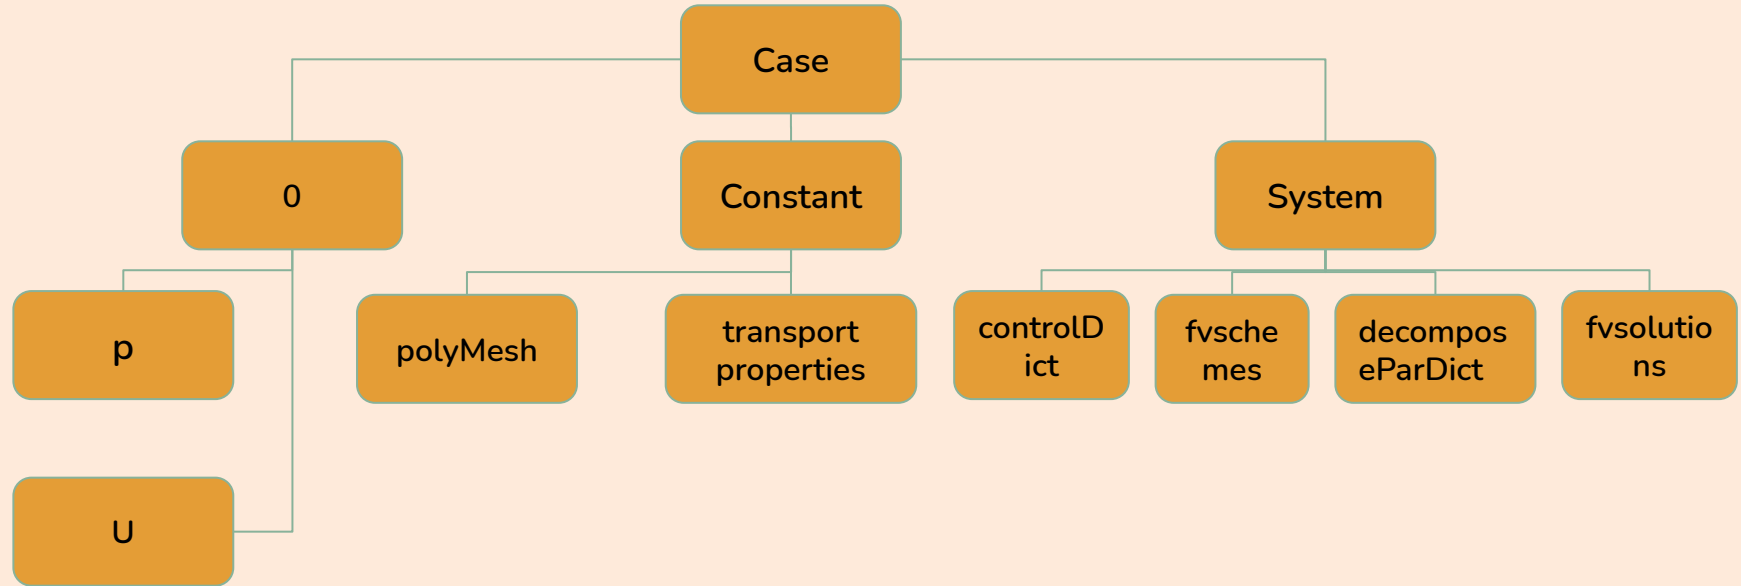 Case
0
Constant
System
p
polyMesh
transport
properties
controlD
ict
fvsche
mes
decompos
eParDict
fvsolutio
ns
U